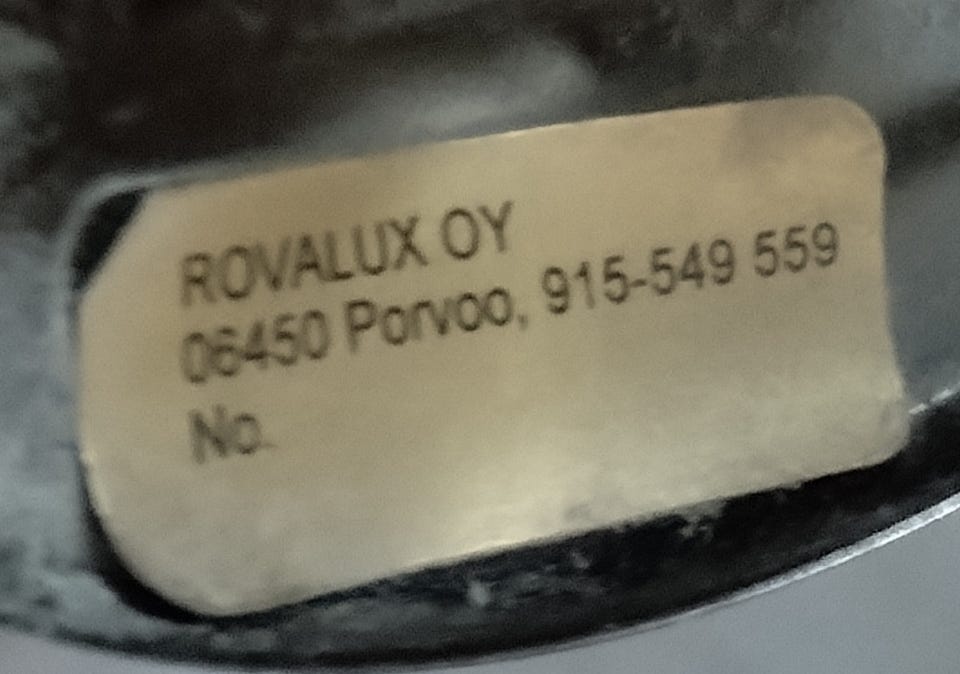 ROVALUX OY
06450 Porvoo, 915-549 559
No.